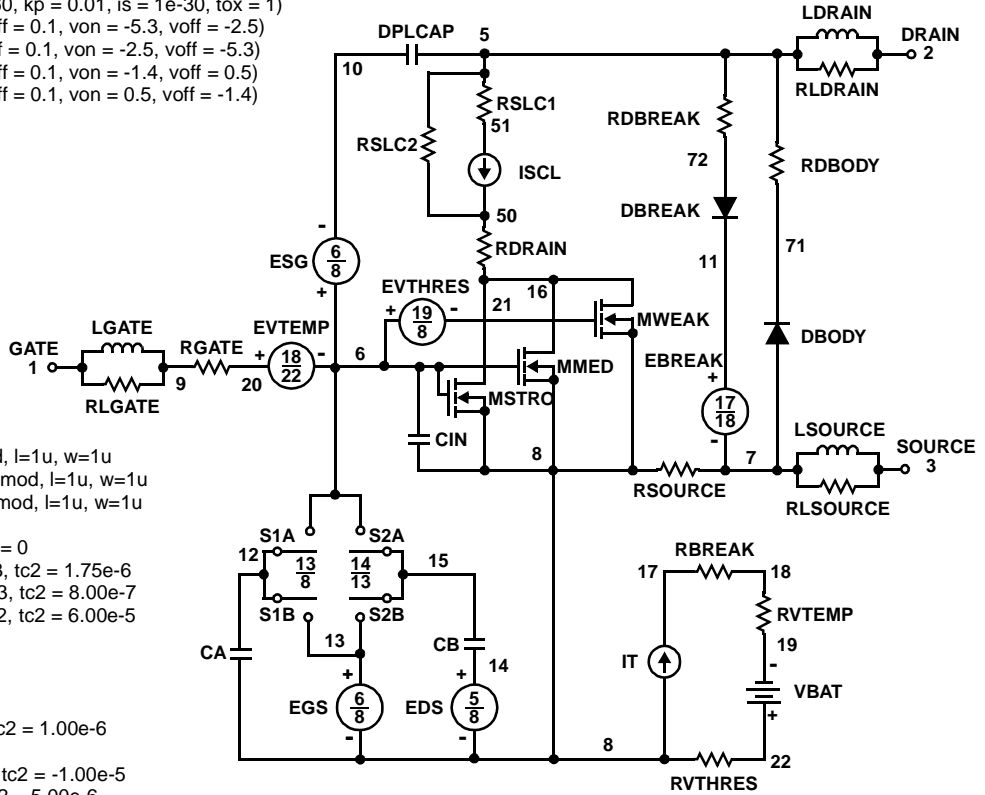 60, kp = 0.01, is = 1e-30, tox = 1)
ff = 0.1, von = -5.3, voff = -2.5)
f = 0.1, von = -2.5, voff = -5.3)
ff = 0.1, von = -1.4, voff = 0.5)
ff = 0.1, von = 0.5, voff = -1.4)
LDRAIN
DPLCAP 5 DRAIN
10 2
RSLC1 RLDRAIN
51 RDBREAK
RSLC2
72 RDBODY
ISCL
DBREAK
50
- 71
RDRAIN
6
8
ESG 11
EVTHRES 16
+ 21
+ 19 -
8
MWEAK
LGATE EVTEMP
DBODY
GATE RGATE + 18 - 6
22
EBREAK
1 MMED
9 20 +
MSTRO
RLGATE 17
18
LSOURCE
CIN - SOURCE
8 7 3
RSOURCE
RLSOURCE
d, l=1u, w=1u
mod, l=1u, w=1u
mod, l=1u, w=1u
= 0
3, tc2 = 1.75e-6
3, tc2 = 8.00e-7
2, tc2 = 6.00e-5
c2 = 1.00e-6
tc2 = -1.00e-5
S1A S2A
12 13
8
14
13
15
S1B S2B
13
CA CB
+ + 14
EGS 6
8
EDS 5
8
- -
8
RBREAK
17 18
RVTEMP
19
IT -
VBAT
+
22
RVTHRES